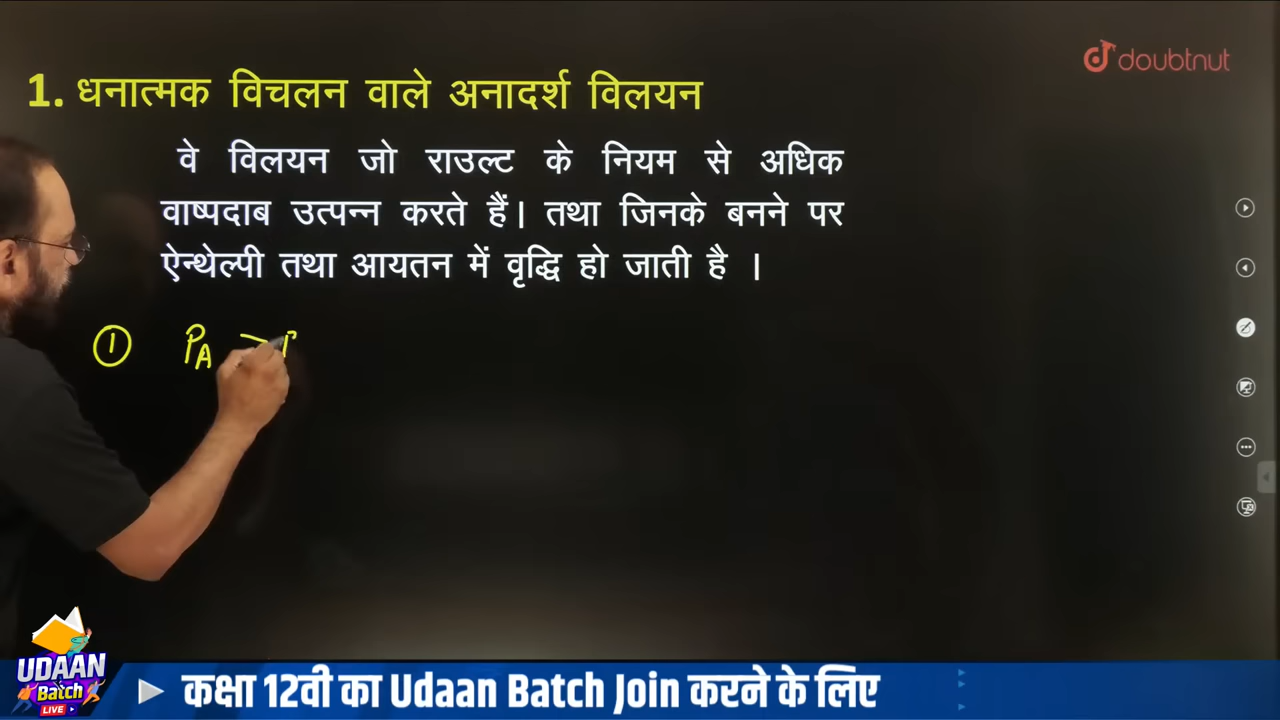 doubtnut
1. धनात्मक विचलन वाले अनादर्श विलयन
वे विलयन जो राउल्ट के नियम से अधिक
वाष्पदाब उत्पन्न करते हैं। तथा जिनके बनने पर
ऐन्थेल्पी तथा आयतन में वृद्धि हो जाती है ।
① P_A > P
UDAAN
Batch
LIVE
कक्षा 12वी का Udaan Batch Join करने के लिए